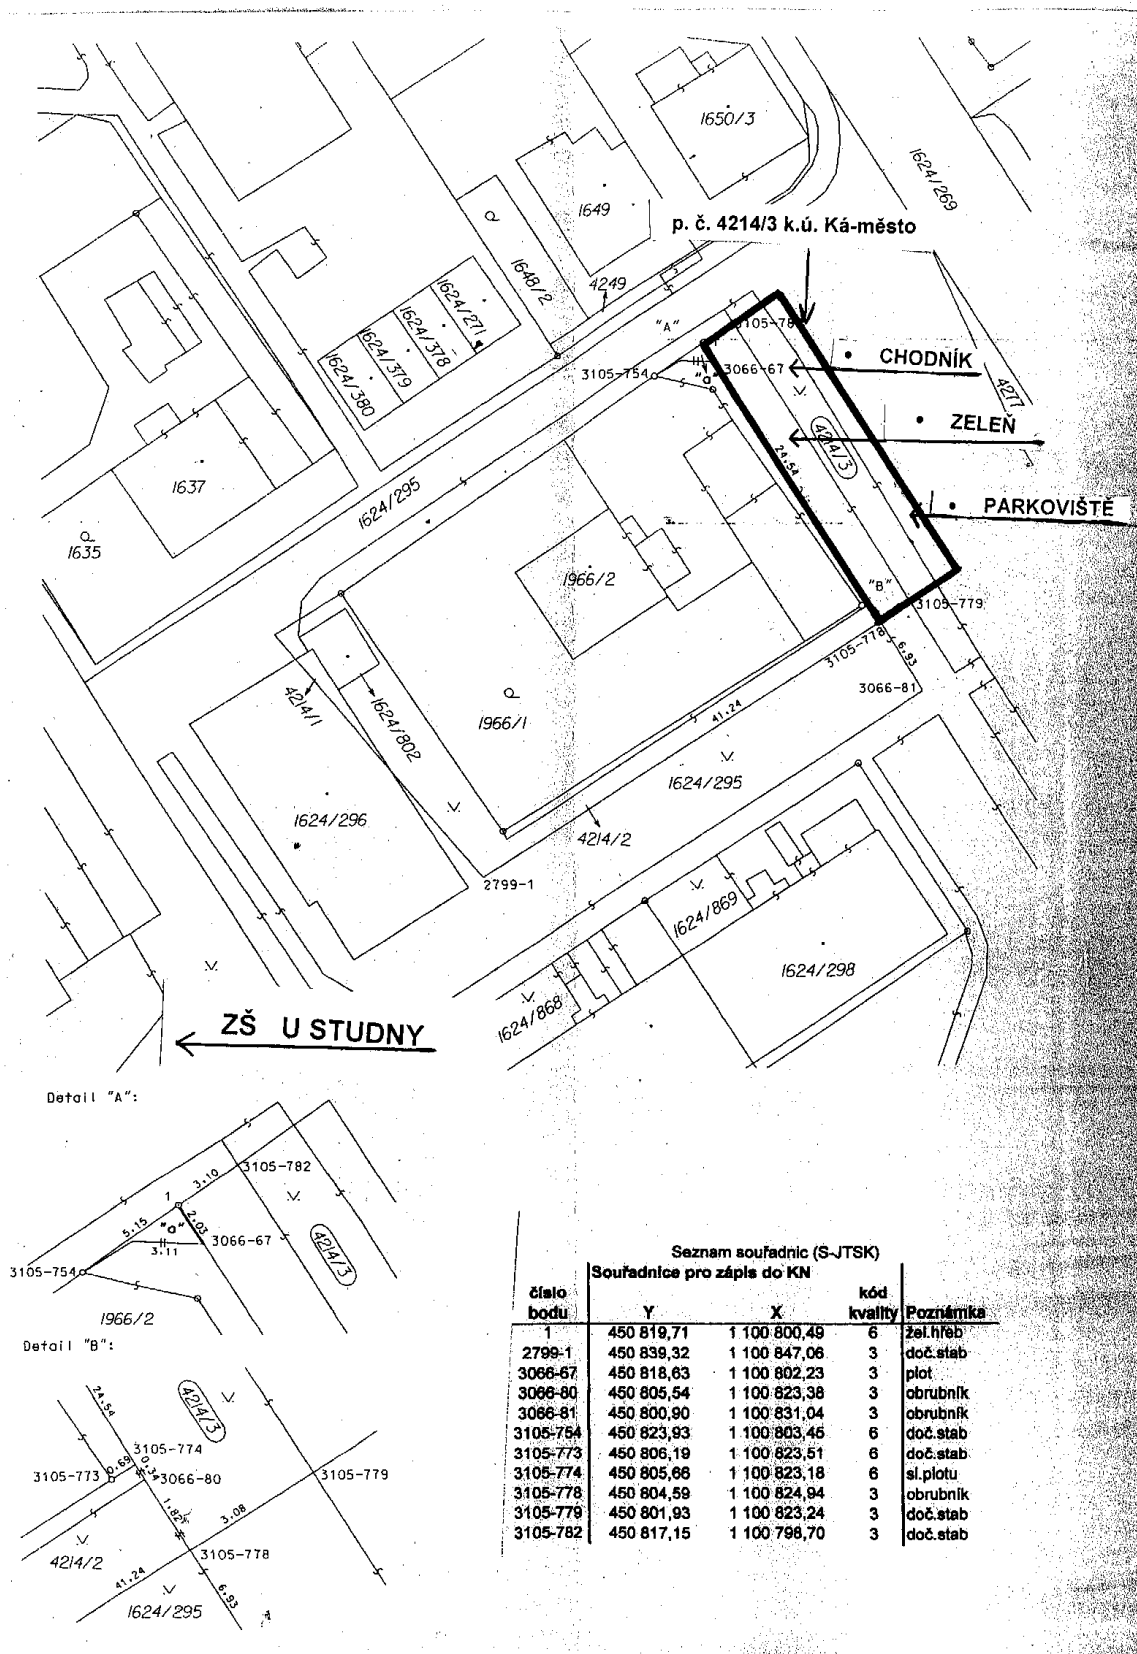 1650/3
1624/269
1649
p. č. 4214/3 k.ú. Ká-město
1648/2
4249
1624/271
1624/378
1624/379
1624/380
"A"
3105-754
"o"
3066-67
• CHODNÍK
4277
• ZELEŇ
4214/3
24.54
1637
1624/295
• PARKOVIŠTĚ
1635
1966/2
"B"
3105-779
3105-778
6.93
3066-81
4214/1
1624/802
1966/1
41.24
1624/295
1624/296
4214/2
2799-1
1624/869
1624/298
1624/868
ZŠ U STUDNY
Detail "A":
3.10
3105-782
1
5.15
"o"
2.03
3066-67
3.11
4214/3
3105-754
1966/2
Detail "B":
24.54
4214/3
3105-774
3105-773
0.69
0.34
3066-80
3105-779
1.82
3.08
3105-778
4214/2
41.24
6.93
1624/295
Seznam souřadnic (S-JTSK)
Souřadnice pro zápis do KN
číslo kód
bodu Y X kvality Poznámka
1 450 819,71 1 100 800,49 6 žel.hřeb
2799-1 450 839,32 1 100 847,06 3 doč.stab
3066-67 450 818,63 1 100 802,23 3 plot
3066-80 450 805,54 1 100 823,38 3 obrubník
3066-81 450 800,90 1 100 831,04 3 obrubník
3105-754 450 823,93 1 100 803,46 6 doč.stab
3105-773 450 806,19 1 100 823,51 6 doč.stab
3105-774 450 805,66 1 100 823,18 6 sl.plotu
3105-778 450 804,59 1 100 824,94 3 obrubník
3105-779 450 801,93 1 100 823,24 3 doč.stab
3105-782 450 817,15 1 100 798,70 3 doč.stab